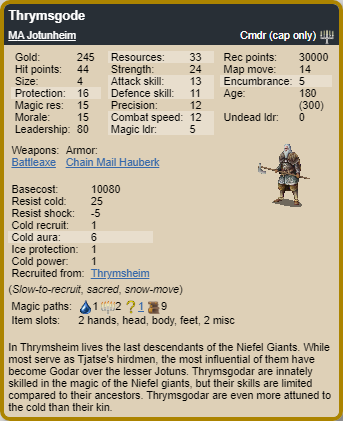 Thrymsgode
MA Jotunheim Cmdr (cap only)
Gold: 245 Resources: 33 Rec points: 30000
Hit points: 44 Strength: 24 Map move: 14
Size: 4 Attack skill: 13 Encumbrance: 5
Protection: 16 Defence skill: 11 Age: 180
Magic res: 15 Precision: 12 (300)
Morale: 15 Combat speed: 12 Undead ldr: 0
Leadership: 80 Magic ldr: 5
Weapons: Armor:
Battleaxe Chain Mail Hauberk
Basecost: 10080
Resist cold: 25
Resist shock: -5
Cold recruit: 1
Cold aura: 6
Ice protection: 1
Cold power: 1
Recruited from: Thrymsheim
(Slow-to-recruit, sacred, snow-move)
Magic paths: 1 2 ? 1 9
Item slots: 2 hands, head, body, feet, 2 misc
In Thrymsheim lives the last descendants of the Niefel Giants. While
most serve as Tjatse's hirdmen, the most influential of them have
become Godar over the lesser Jotuns. Thrymsgodar are innately
skilled in the magic of the Niefel giants, but their skills are limited
compared to their ancestors. Thrymsgodar are even more attuned to
the cold than their kin.